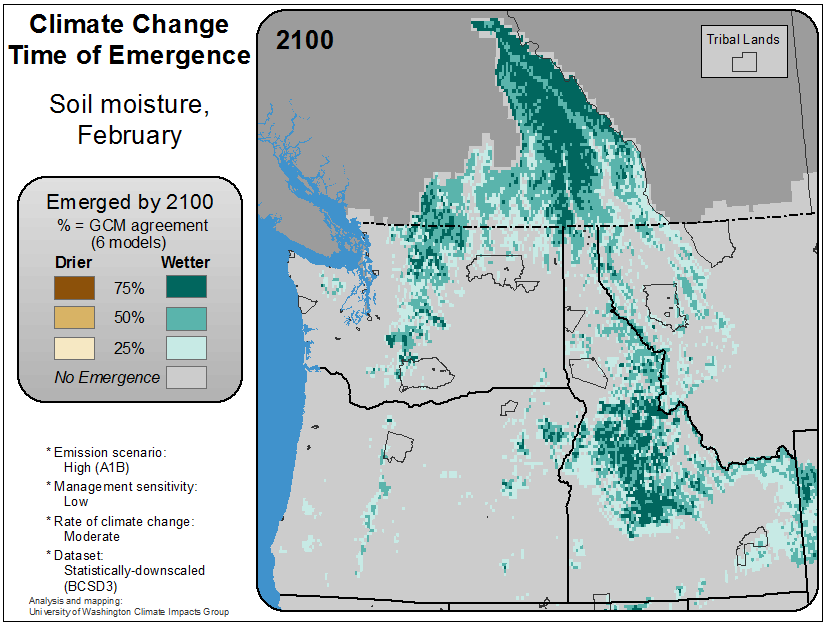 Climate Change
Time of Emergence
Soil moisture,
February
Emerged by 2100
% = GCM agreement
(6 models)
Drier Wetter
75%
50%
25%
No Emergence
* Emission scenario:
High (A1B)
* Management sensitivity:
Low
* Rate of climate change:
Moderate
* Dataset:
Statistically-downscaled
(BCSD3)
Analysis and mapping:
University of Washington Climate Impacts Group
2100
Tribal Lands